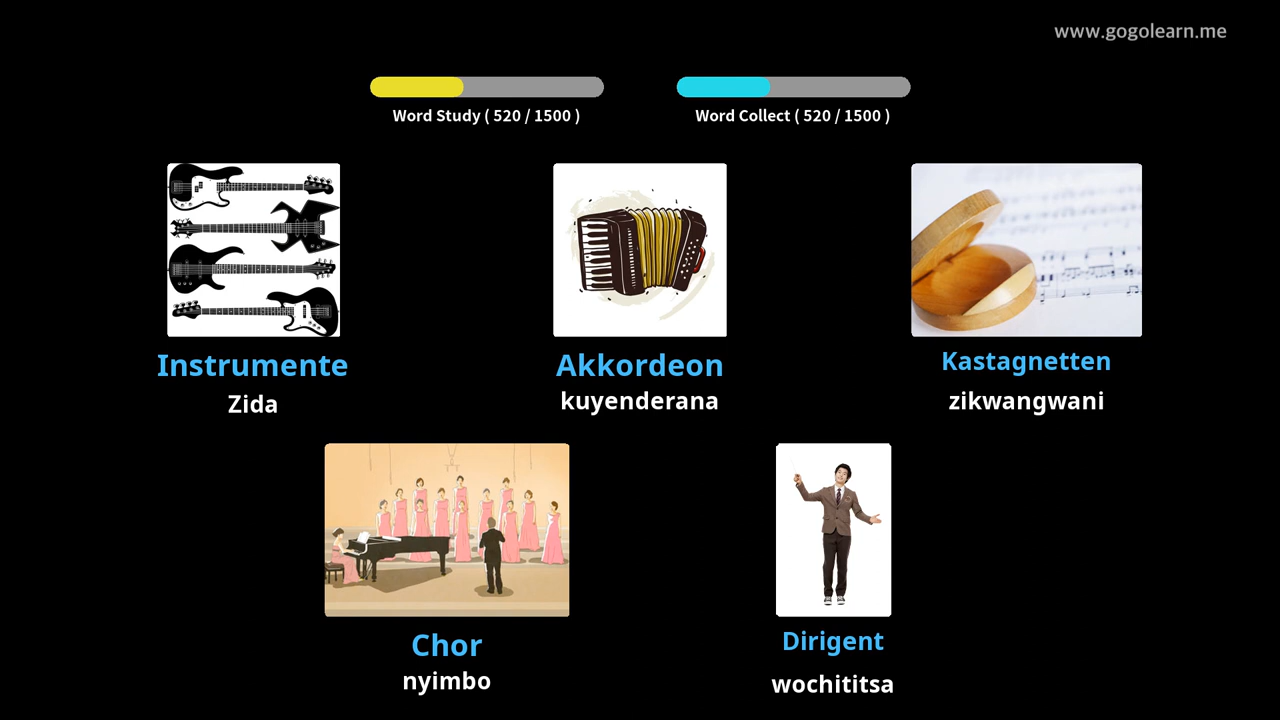 www.gogolearn.me
Word Study ( 520 / 1500 )
Word Collect ( 520 / 1500 )
Instrumente
Zida
Akkordeon
kuyenderana
Kastagnetten
zikwangwani
Chor
nyimbo
Dirigent
wochititsa